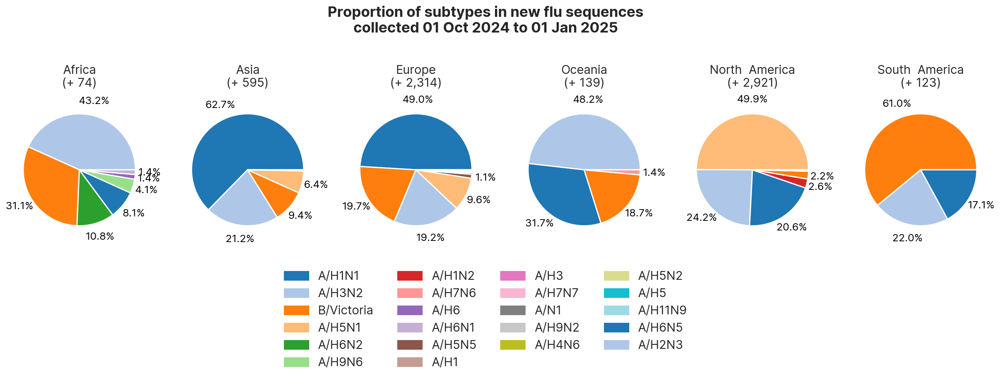 Proportion of subtypes in new flu sequences
collected 01 Oct 2024 to 01 Jan 2025
Africa
(+ 74)
43.2%
31.1%
10.8%
8.1%
4.1%
1.4%
1.4%
Asia
(+ 595)
62.7%
21.2%
9.4%
6.4%
Europe
(+ 2,314)
49.0%
19.7%
19.2%
9.6%
1.1%
Oceania
(+ 139)
48.2%
31.7%
18.7%
1.4%
North America
(+ 2,921)
49.9%
24.2%
20.6%
2.6%
2.2%
South America
(+ 123)
61.0%
22.0%
17.1%
A/H1N1
A/H3N2
B/Victoria
A/H5N1
A/H6N2
A/H9N6
A/H1N2
A/H7N6
A/H6
A/H6N1
A/H5N5
A/H1
A/H3
A/H7N7
A/N1
A/H9N2
A/H4N6
A/H5N2
A/H5
A/H11N9
A/H6N5
A/H2N3